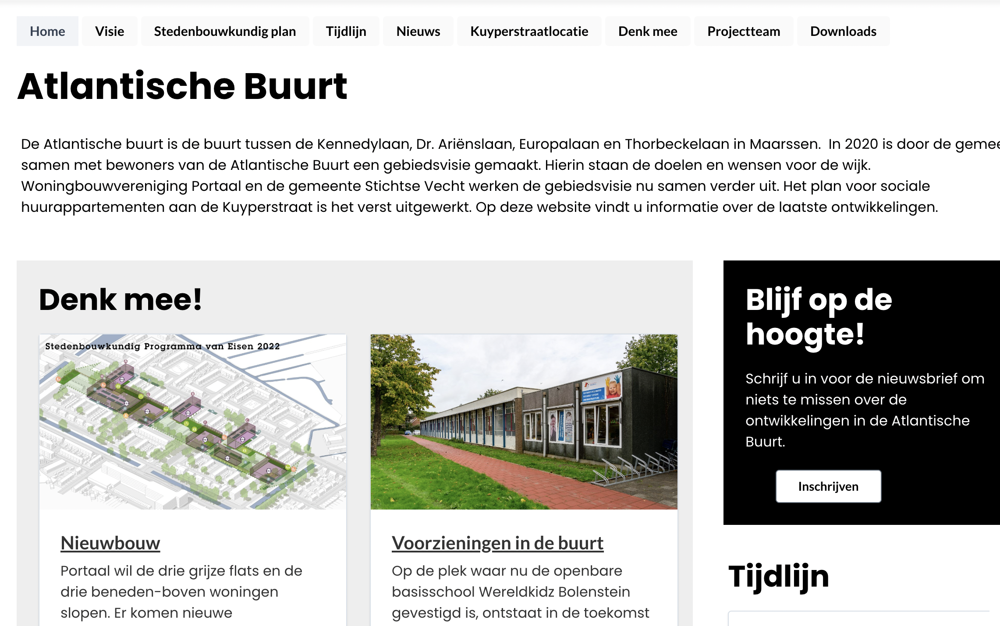 Home
Visie
Stedenbouwkundig plan
Tijdlijn
Nieuws
Kuyperstraatlocatie
Denk mee
Projectteam
Downloads
Atlantische Buurt
De Atlantische buurt is de buurt tussen de Kennedylaan, Dr. Ariënslaan, Europalaan en Thorbeckelaan in Maarssen.  In 2020 is door de gemee
samen met bewoners van de Atlantische Buurt een gebiedsvisie gemaakt. Hierin staan de doelen en wensen voor de wijk.
Woningbouwvereniging Portaal en de gemeente Stichtse Vecht werken de gebiedsvisie nu samen verder uit. Het plan voor sociale
huurappartementen aan de Kuyperstraat is het verst uitgewerkt. Op deze website vindt u informatie over de laatste ontwikkelingen.
Denk mee!
Stedenbouwkundig Programma van Eisen 2022
Nieuwbouw
Portaal wil de drie grijze flats en de
drie beneden-boven woningen
slopen. Er komen nieuwe
Voorzieningen in de buurt
Op de plek waar nu de openbare
basisschool Wereldkidz Bolenstein
gevestigd is, ontstaat in de toekomst
Blijf op de
hoogte!
Schrijf u in voor de nieuwsbrief om
niets te missen over de
ontwikkelingen in de Atlantische
Buurt.
Inschrijven
Tijdlijn